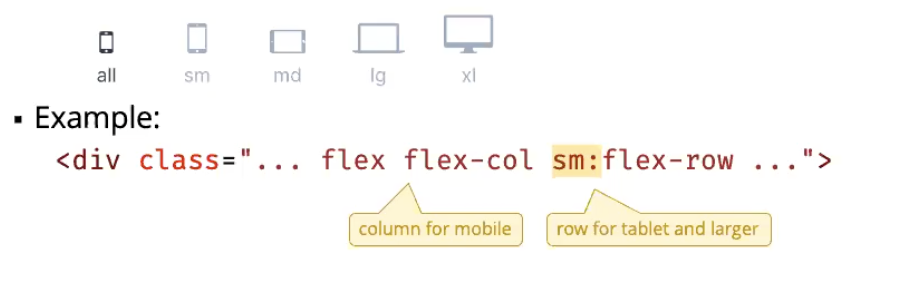 all sm md lg xl
▪ Example:
<div class="... flex flex-col sm:flex-row ...">
column for mobile row for tablet and larger